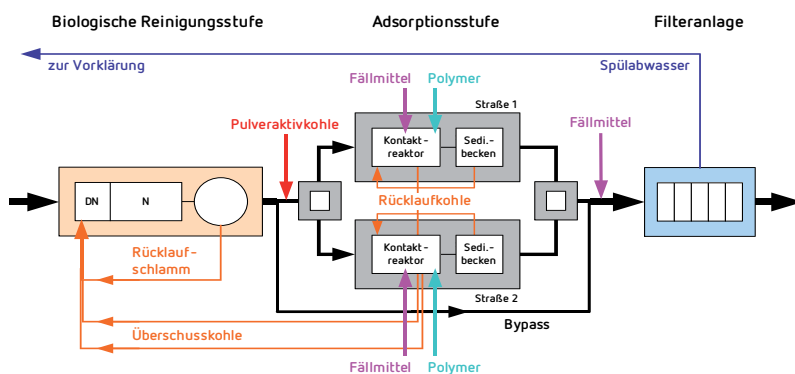 Biologische Reinigungsstufe
Adsorptionsstufe
Filteranlage
zur Vorklärung
Spülabwasser
Fällmittel
Polymer
Straße 1
Fällmittel
Pulveraktivkohle
Kontakt-
reaktor
Sedi.-
becken
DN
N
Rücklaufkohle
Kontakt-
reaktor
Sedi.-
becken
Rücklauf-
schlamm
Straße 2
Bypass
Überschusskohle
Fällmittel
Polymer